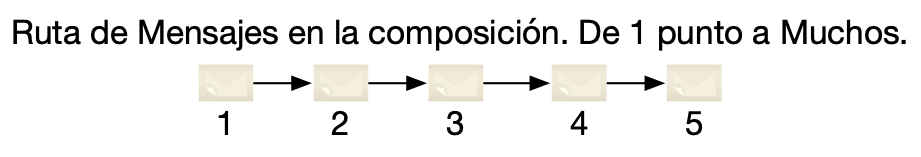 Ruta de Mensajes en la composición. De 1 punto a Muchos.
1 2 3 4 5